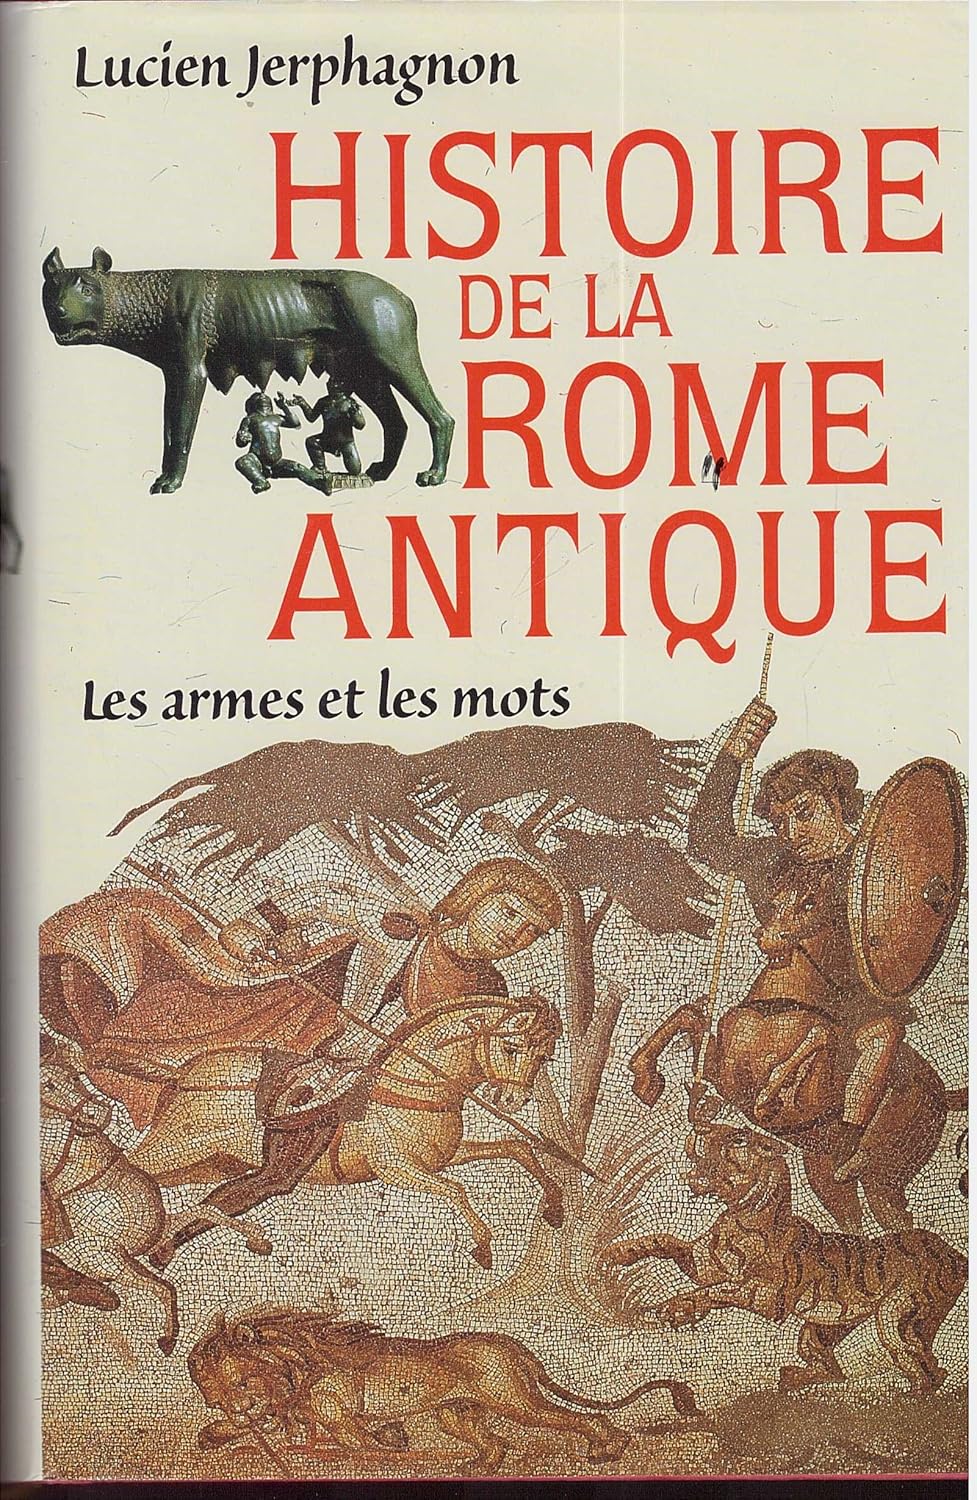 Lucien Jerphagnon
HISTOIRE
DE LA
ROME
ANTIQUE
Les armes et les mots